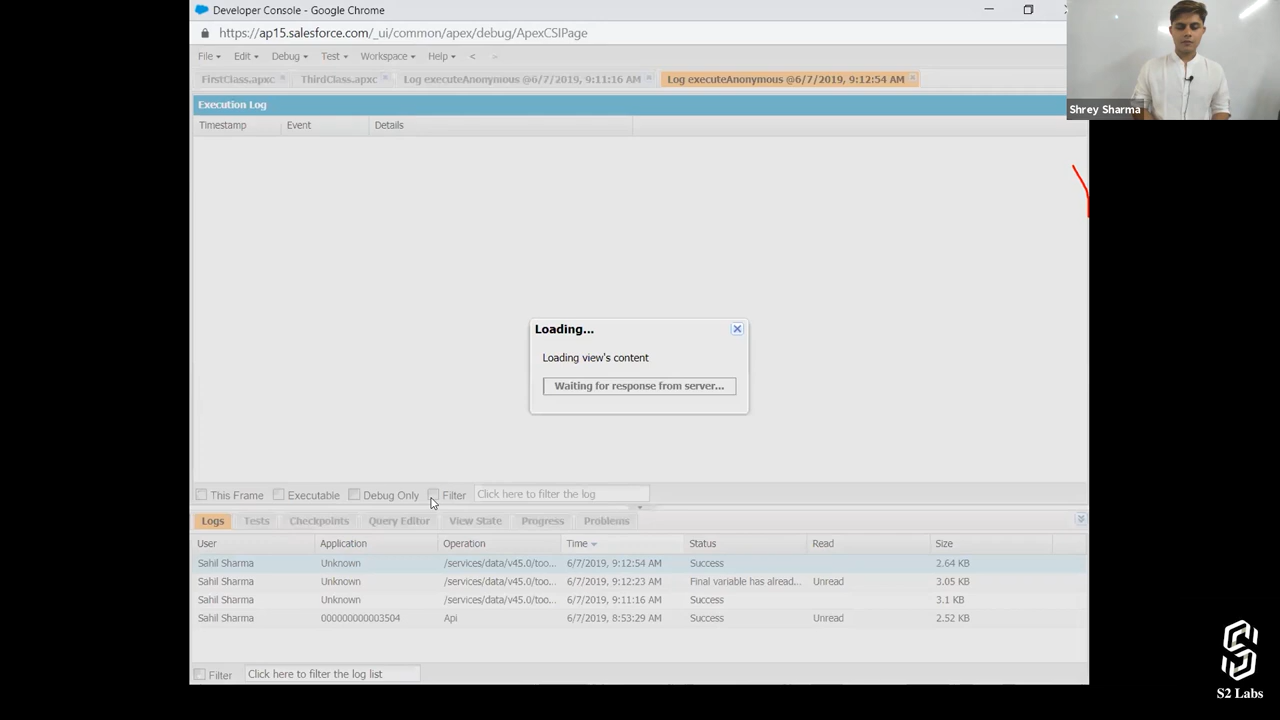 Developer Console - Google Chrome
https://ap15.salesforce.com/_ui/common/apex/debug/ApexCSIPage
File Edit Debug Test Workspace Help < >
FirstClass.apxc ThirdClass.apxc Log executeAnonymous @6/7/2019, 9:11:16 AM Log executeAnonymous @6/7/2019, 9:12:54 AM
Shrey Sharma
Execution Log
Timestamp Event Details
Loading...
Loading view's content
Waiting for response from server...
This Frame Executable Debug Only Filter Click here to filter the log
Logs Tests Checkpoints Query Editor View State Progress Problems
User Application Operation Time Status Read Size
Sahil Sharma Unknown /services/data/v45.0/too... 6/7/2019, 9:12:54 AM Success 2.64 KB
Sahil Sharma Unknown /services/data/v45.0/too... 6/7/2019, 9:12:23 AM Final variable has alread... Unread 3.05 KB
Sahil Sharma Unknown /services/data/v45.0/too... 6/7/2019, 9:11:16 AM Success 3.1 KB
Sahil Sharma 000000000003504 Api 6/7/2019, 8:53:29 AM Success Unread 2.52 KB
Filter Click here to filter the log list
S2 Labs